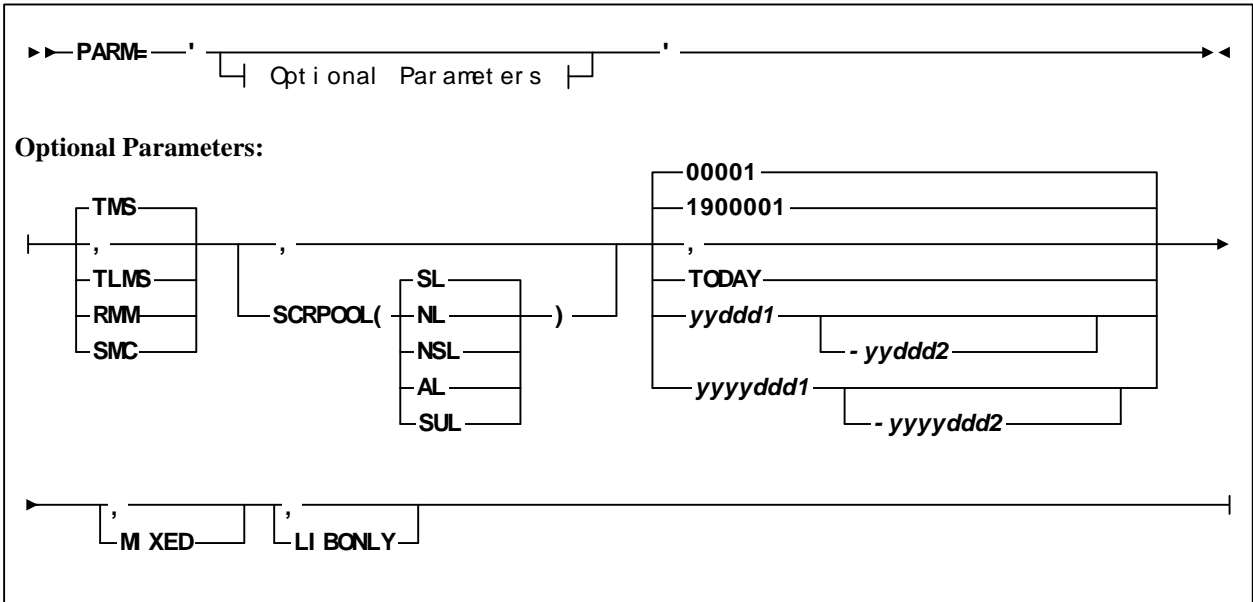 PARM= ' '
Optional Parameters
Optional Parameters:
00001
TMS 1900001
, , ,
TLMS SL TODAY
RMM SCRPOOL( NL ) yyddd1
SMC NSL -yyddd2
AL yyyyddd1
SUL -yyyyddd2
, ,
MIXED LIBONLY